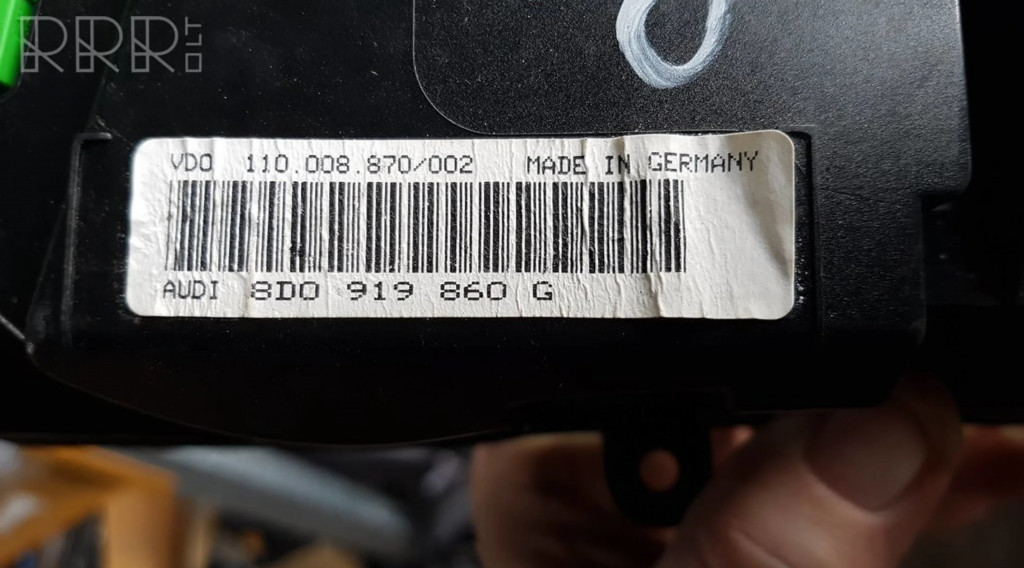 RRR.LT
VDO 110.008.870/002 MADE IN GERMANY
AUDI 8D0 919 860 G